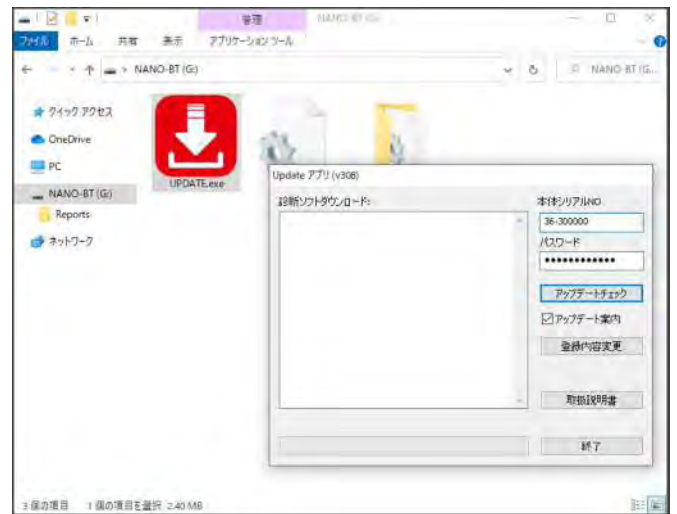 管理
NANO-BT (G:)
ファイル ホーム 共有 表示 アプリケーション ツール
NANO-BT (G:)
NANO-BT (G...
クイック アクセス
OneDrive
PC
NANO-BT (G:)
Reports
ネットワーク
UPDATE.exe
Update アプリ (v308)
診断ソフトダウンロード:
本体シリアルNO
36-300000
パスワード
••••••••••••
アップデートチェック
アップデート案内
登録内容変更
取扱説明書
終了
3 個の項目 1 個の項目を選択 2.40 MB